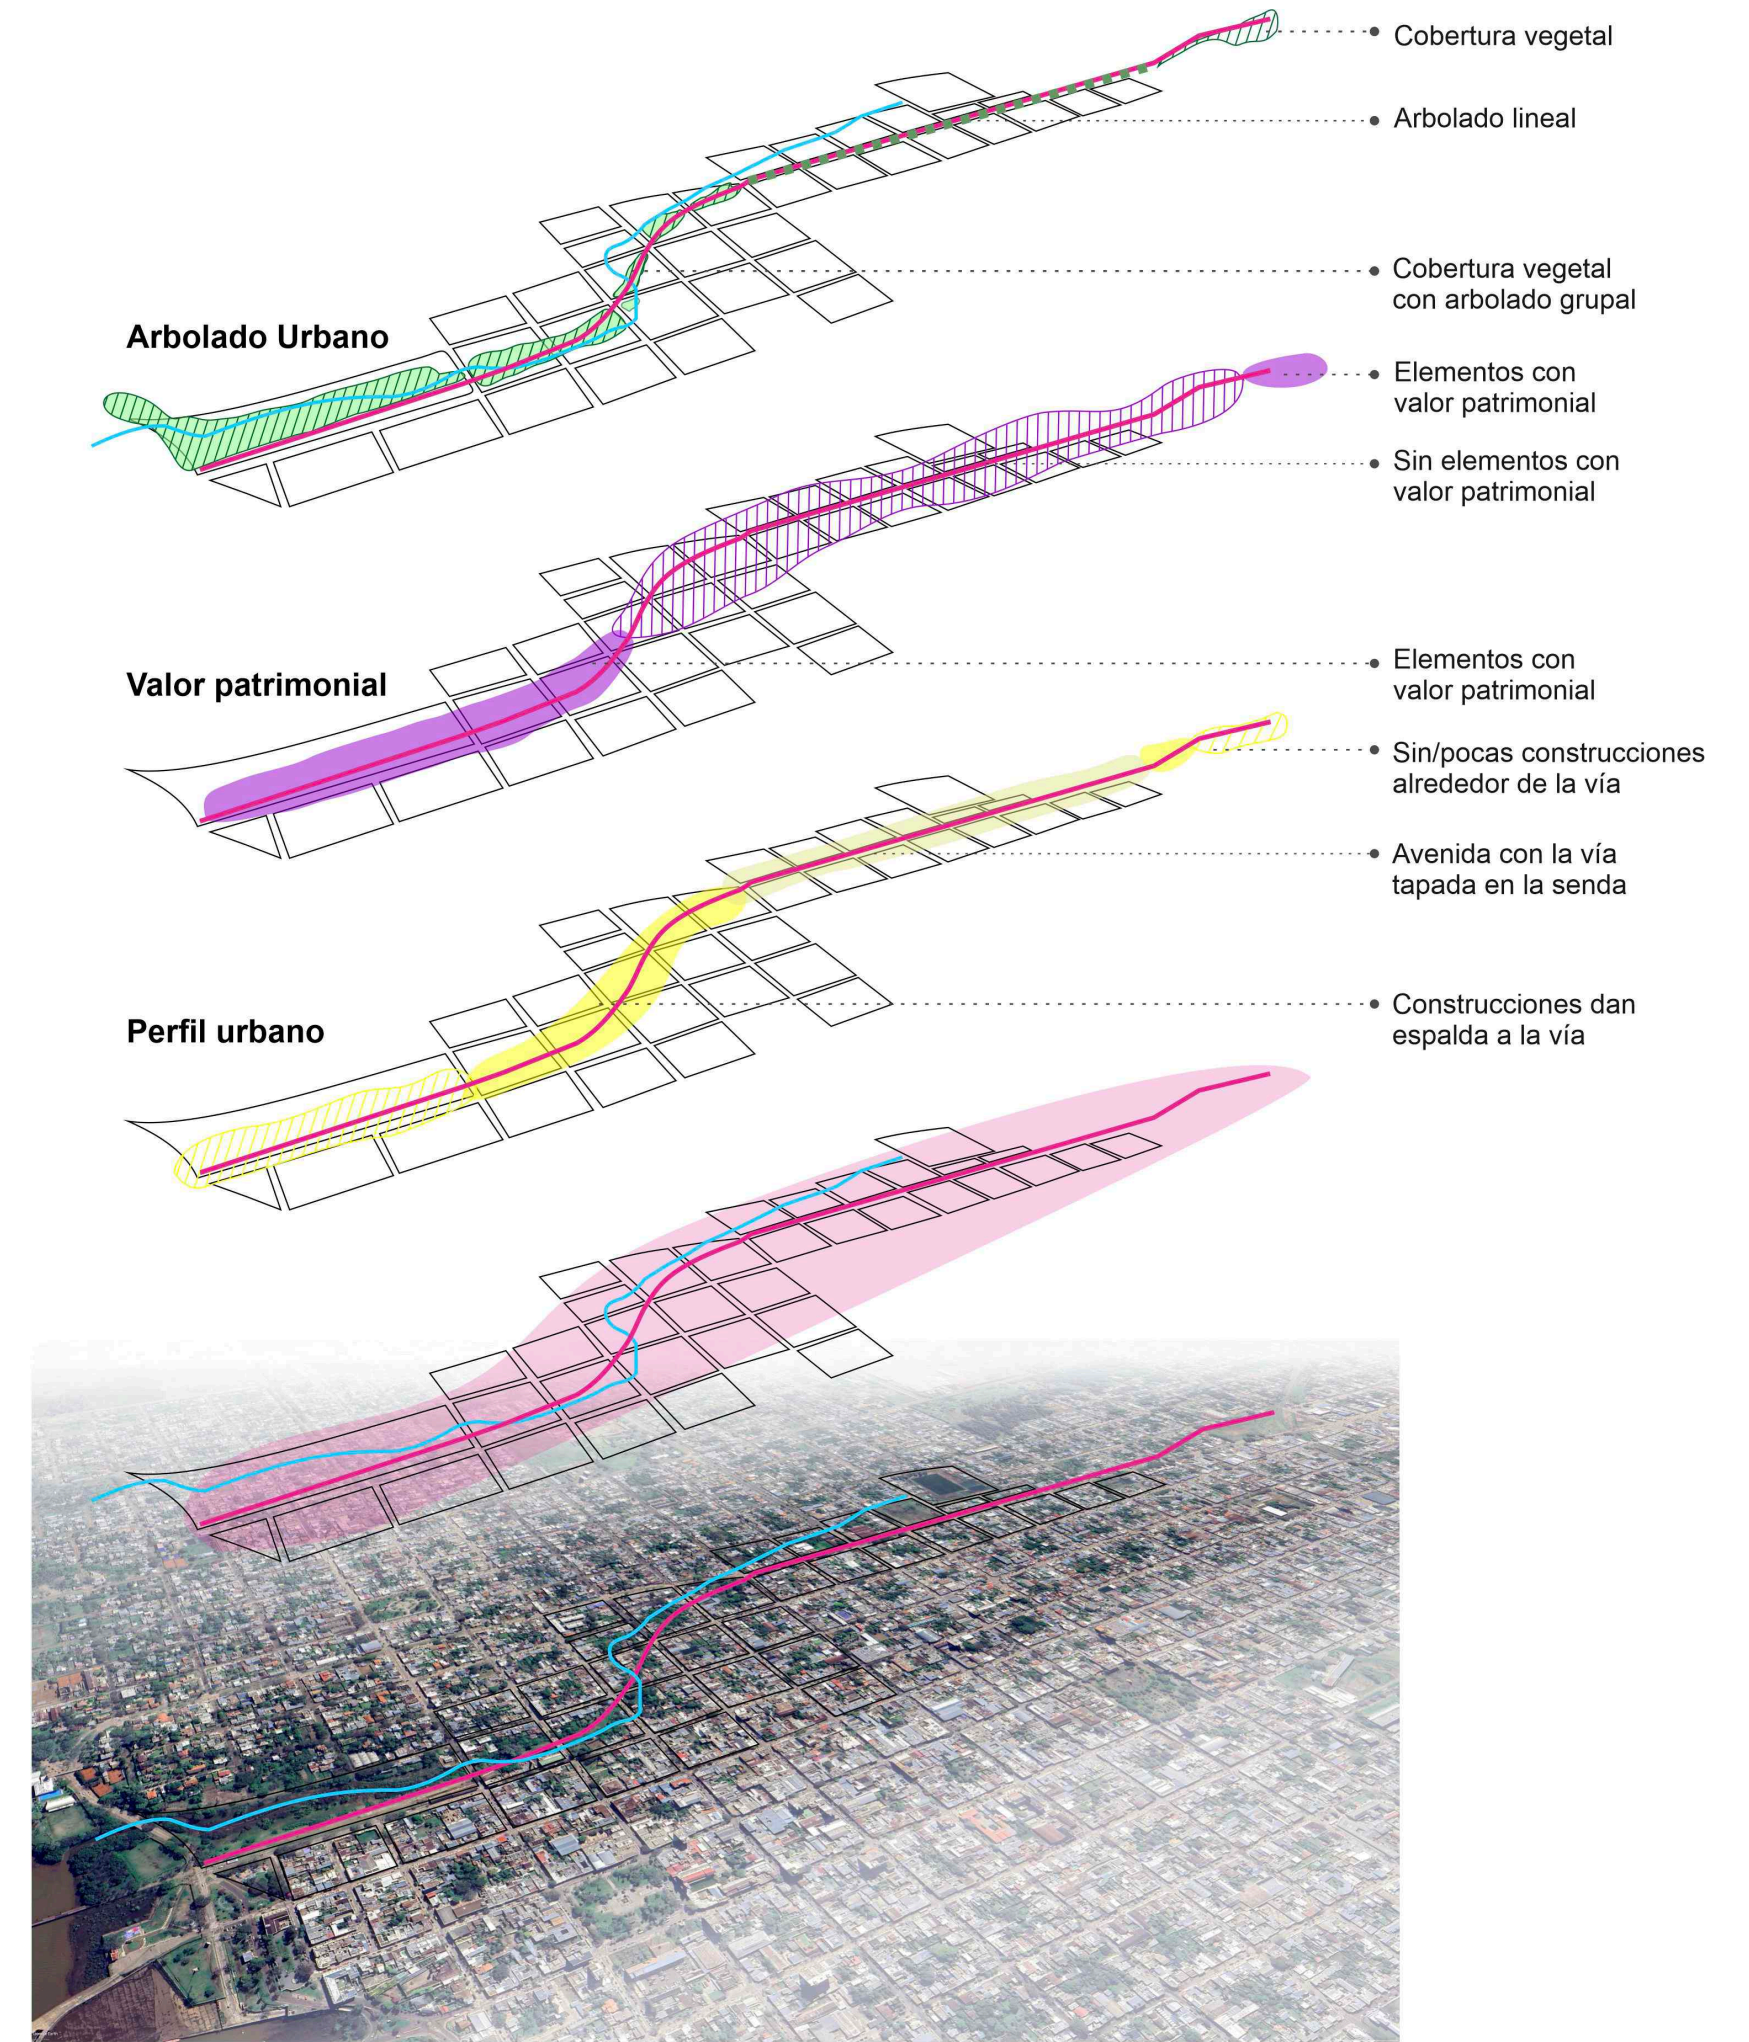 Cobertura vegetal
Arbolado lineal
Cobertura vegetal
con arbolado grupal
Arbolado Urbano
Elementos con
valor patrimonial
Sin elementos con
valor patrimonial
Elementos con
valor patrimonial
Valor patrimonial
Sin/pocas construcciones
alrededor de la vía
Avenida con la vía
tapada en la senda
Construcciones dan
espalda a la vía
Perfil urbano